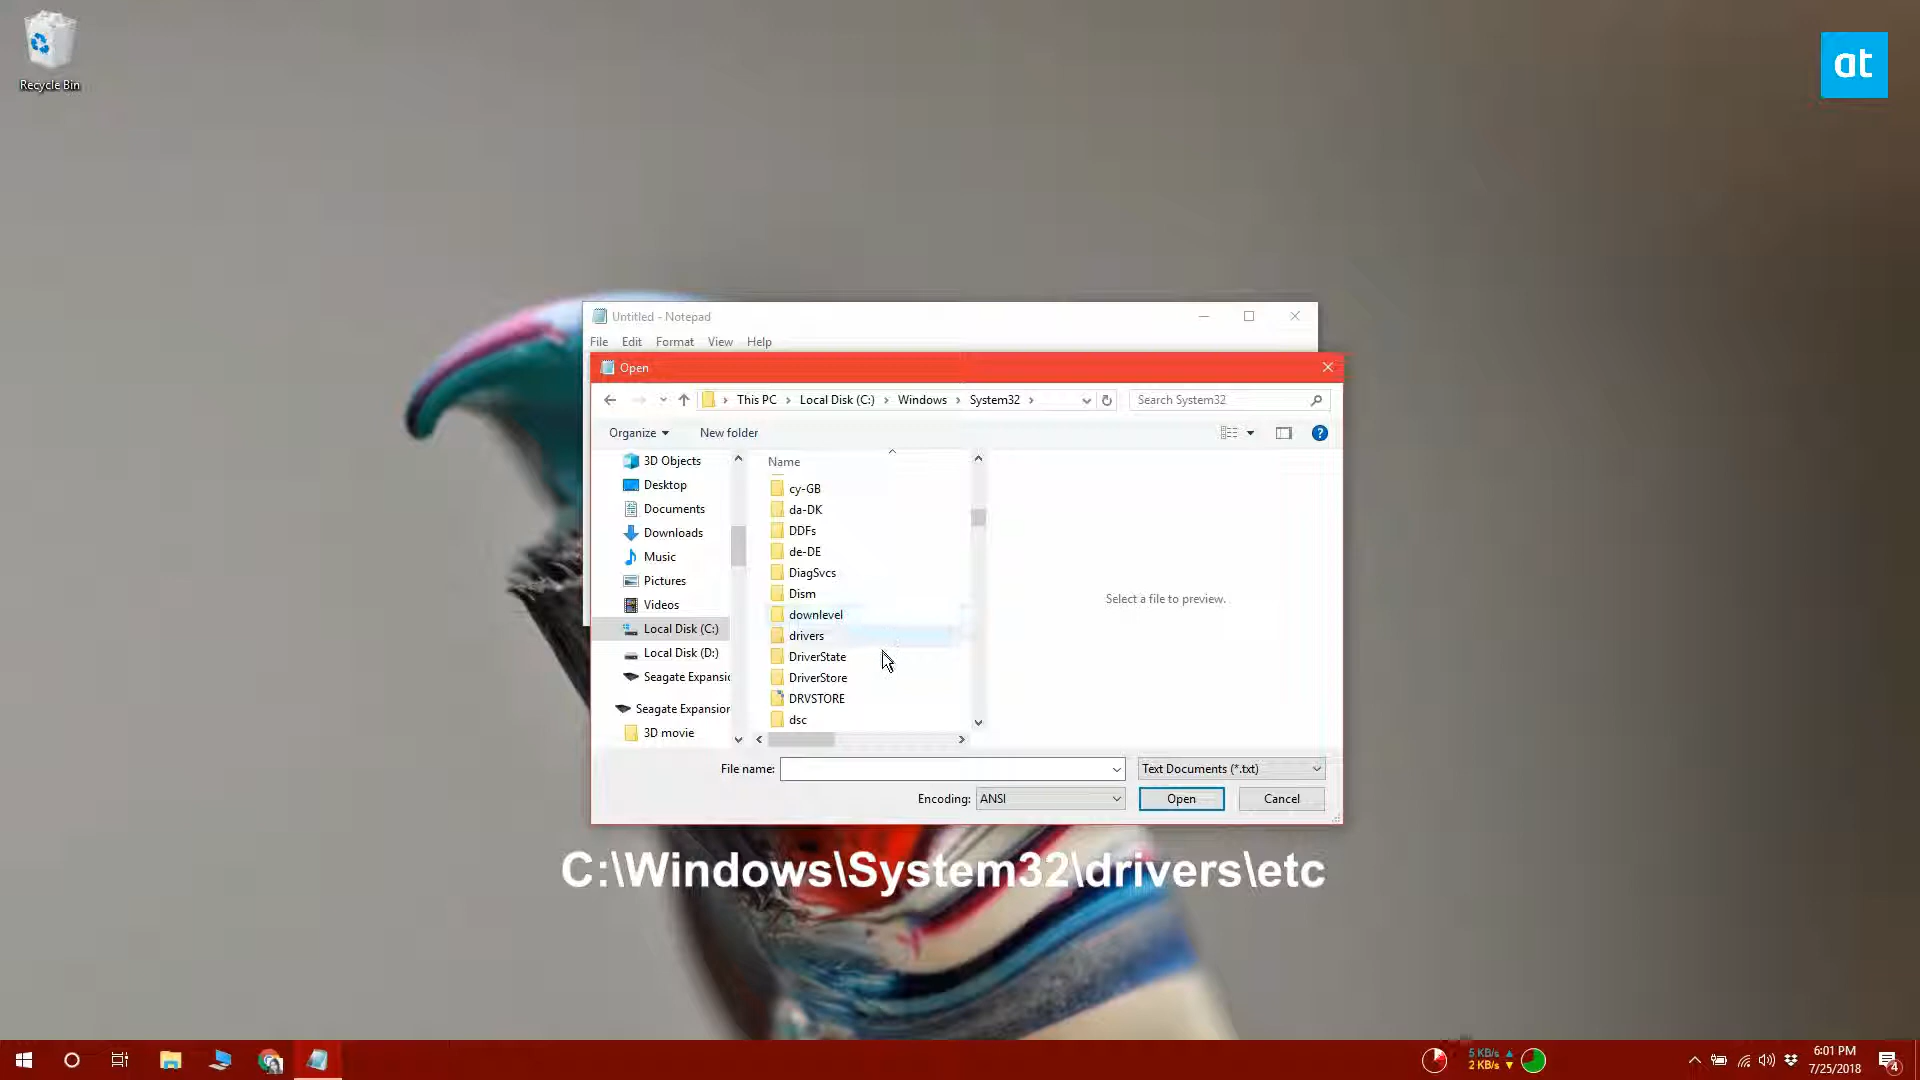 Recycle Bin
at
Untitled - Notepad
File Edit Format View Help
Open
This PC Local Disk (C:) Windows System32
Search System32
Organize New folder
?
3D Objects
Desktop
Documents
Downloads
Music
Pictures
Videos
Local Disk (C:)
Local Disk (D:)
Seagate Expansi
Seagate Expansion
3D movie
Name
cy-GB
da-DK
DDFs
de-DE
DiagSvcs
Dism
downlevel
drivers
DriverState
DriverStore
DRVSTORE
dsc
Select a file to preview.
File name:
Text Documents (*.txt)
Encoding: ANSI
Open
Cancel
C:\Windows\System32\drivers\etc
5 KB/s
2 KB/s
6:01 PM
7/25/2018
4